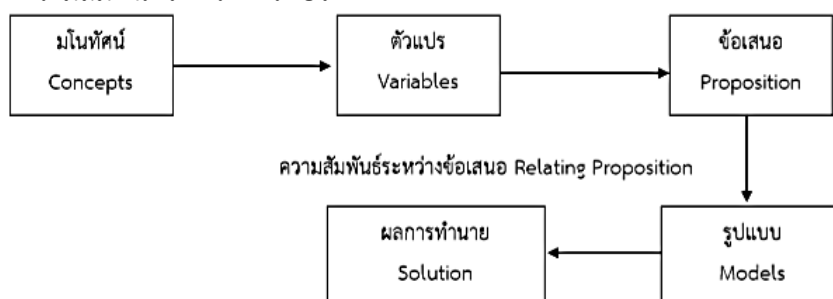 มโนทัศน์
Concepts
ตัวแปร
Variables
ข้อเสนอ
Proposition
ความสัมพันธ์ระหว่างข้อเสนอ Relating Proposition
ผลการทำนาย
Solution
รูปแบบ
Models